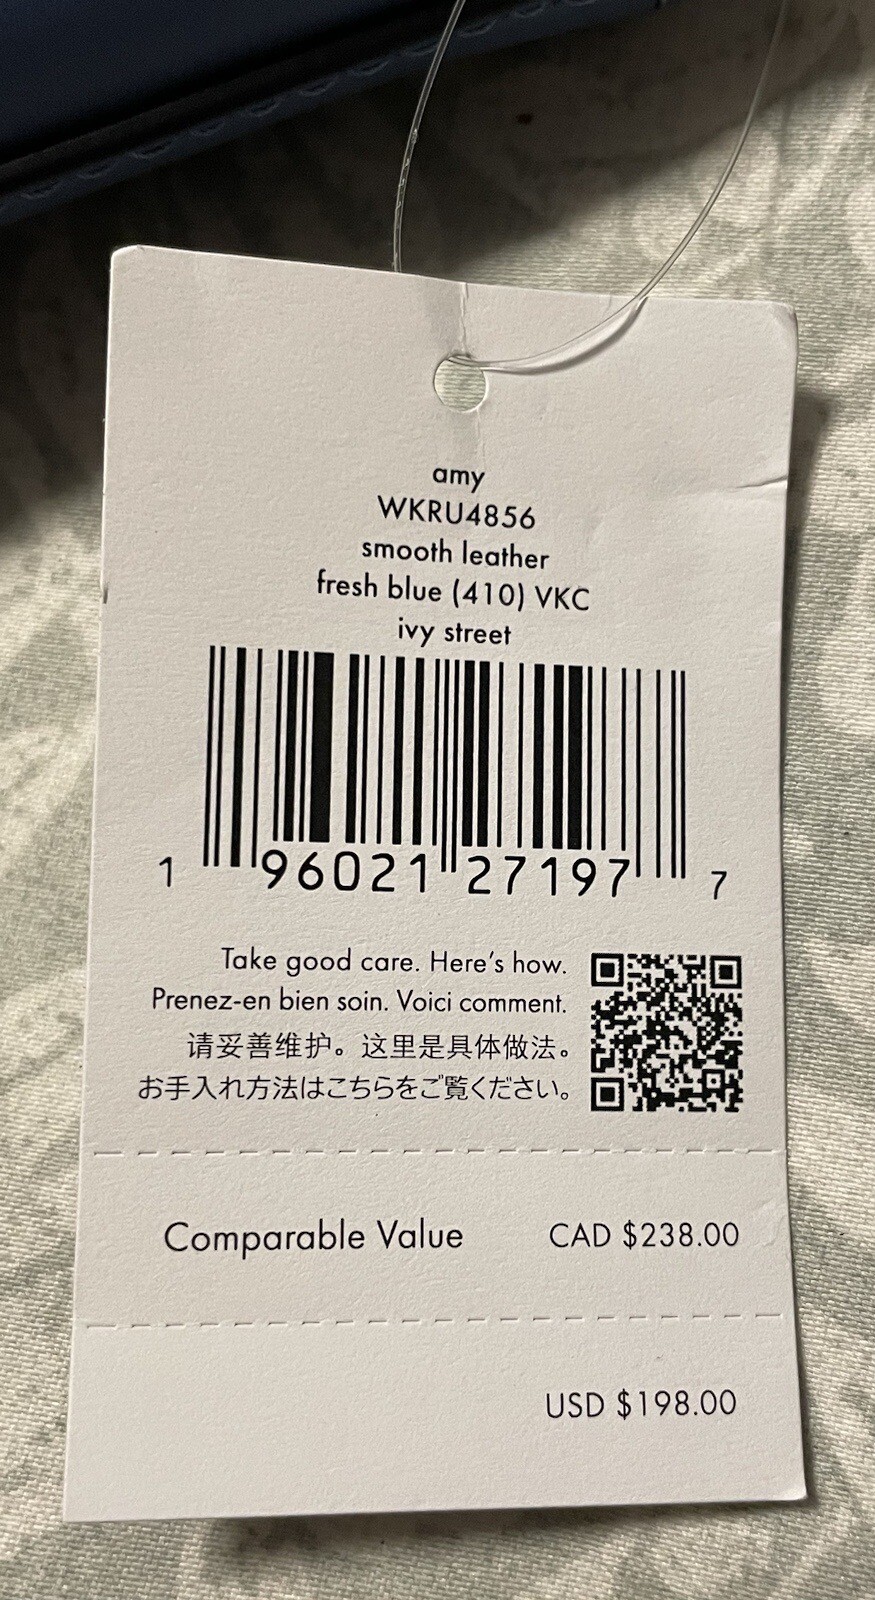 amy
WKRU4856
smooth leather
fresh blue (410) VKC
ivy street
1 96021 27197 7
Take good care. Here's how.
Prenez-en bien soin. Voici comment.
请妥善维护。这里是具体做法。
お手入れ方法はこちらをご覧ください。
Comparable Value CAD $238.00
USD $198.00